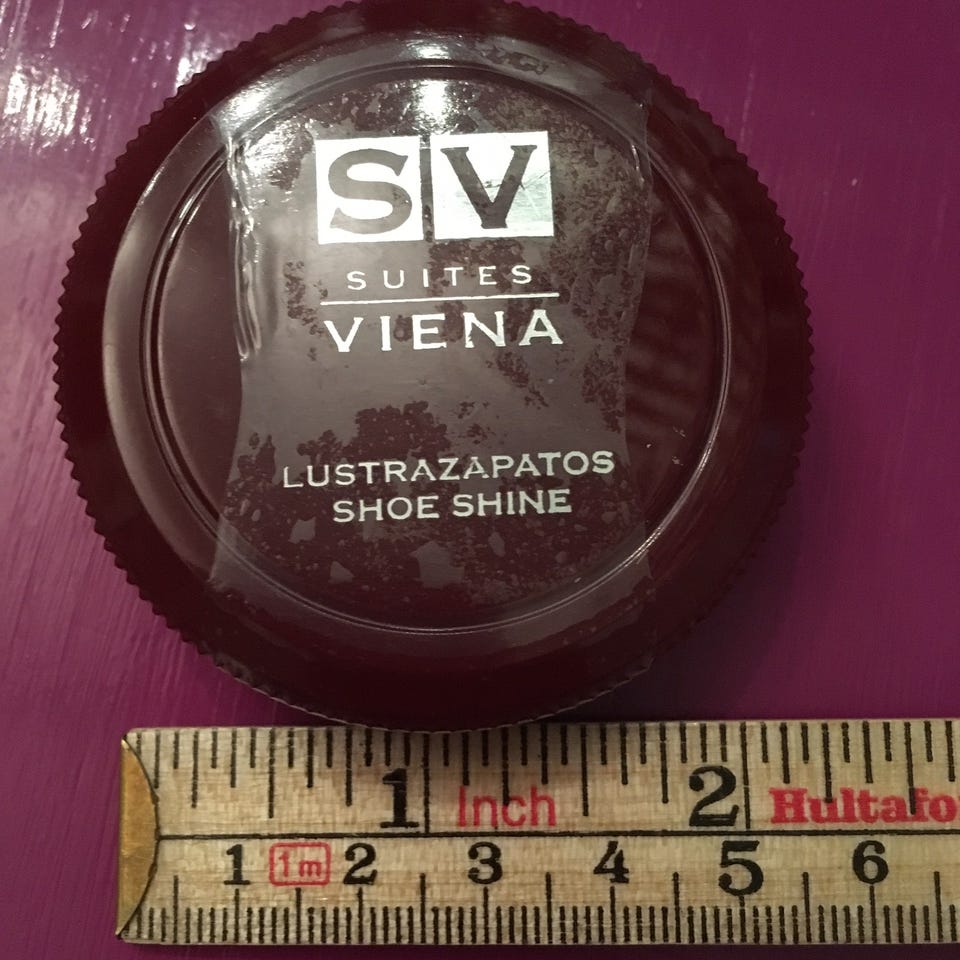 SV
SUITES
VIENA
LUSTRAZAPATOS
SHOE SHINE
1 Inch 2 Hultafo
1 1m 2 3 4 5 6